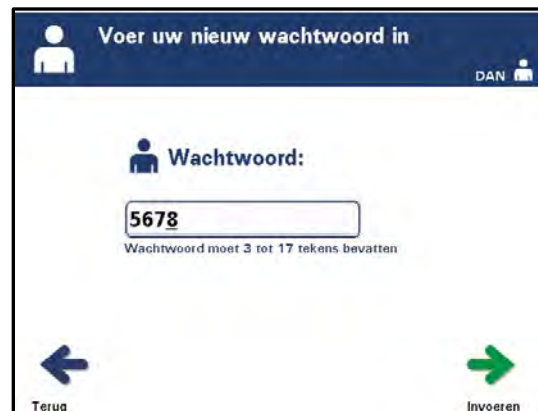 Voer uw nieuw wachtwoord in
DAN
Wachtwoord:
5678
Wachtwoord moet 3 tot 17 tekens bevatten
Terug
Invoeren